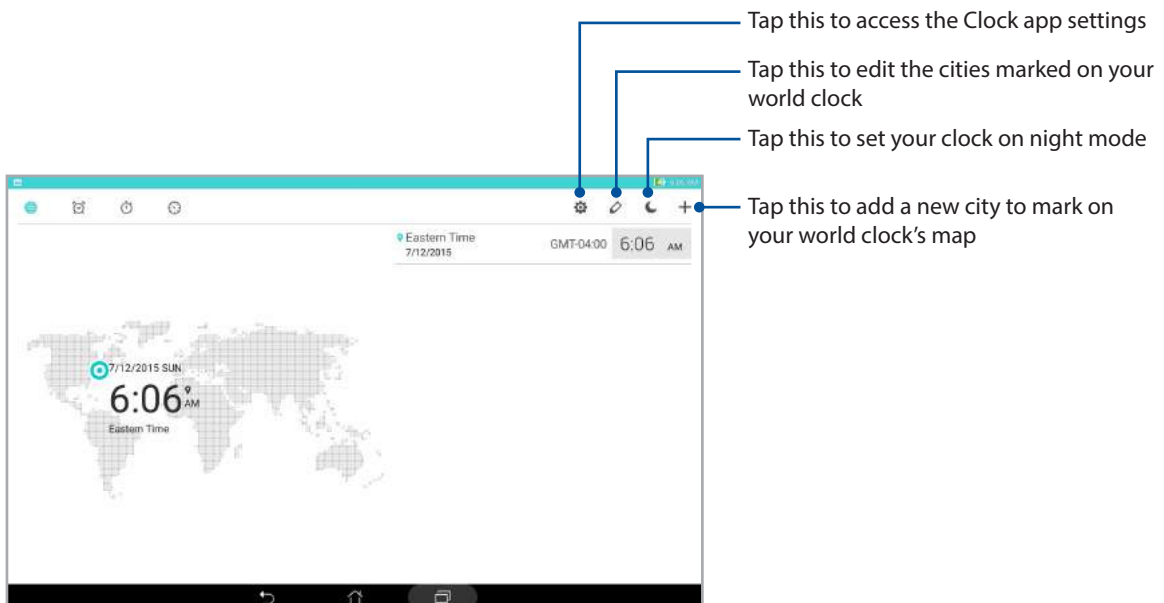 Tap this to access the Clock app settings
Tap this to edit the cities marked on your
world clock
Tap this to set your clock on night mode
Tap this to add a new city to mark on
your world clock's map
6:06 AM
Eastern Time
7/12/2015
GMT-04:00
6:06 AM
7/12/2015 SUN
6:06 AM
Eastern Time